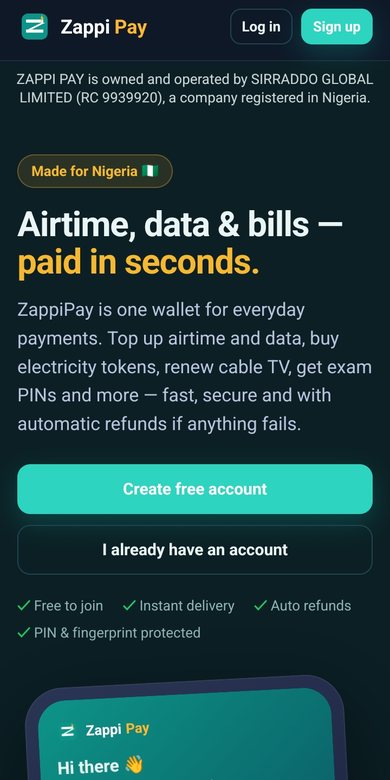 Zappi Pay
Log in
Sign up
ZAPPI PAY is owned and operated by SIRRADDO GLOBAL
LIMITED (RC 9939920), a company registered in Nigeria.
Made for Nigeria 🇳🇬
Airtime, data & bills —
paid in seconds.
ZappiPay is one wallet for everyday
payments. Top up airtime and data, buy
electricity tokens, renew cable TV, get exam
PINs and more — fast, secure and with
automatic refunds if anything fails.
Create free account
I already have an account
✓ Free to join ✓ Instant delivery ✓ Auto refunds
✓ PIN & fingerprint protected
Zappi Pay
Hi there 👋